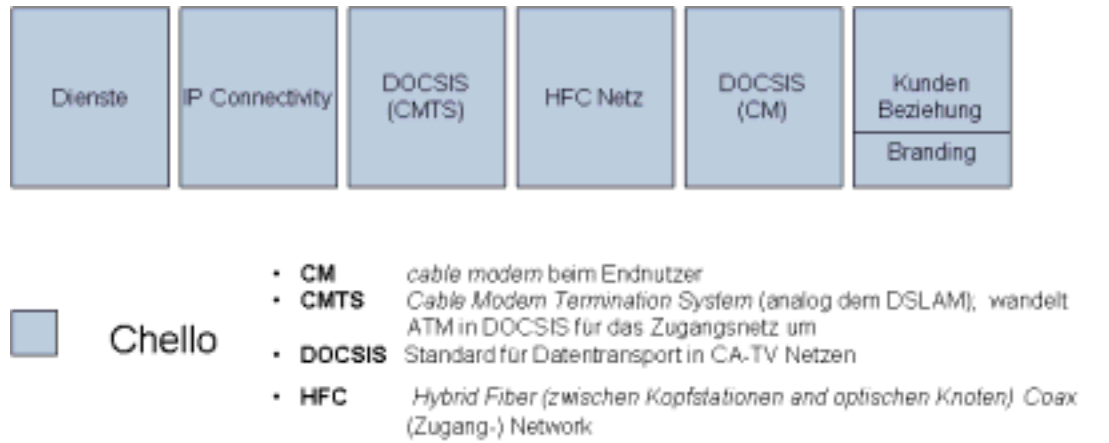 Dienste
IP Connectivity
DOCSIS
(CMTS)
HFC Netz
DOCSIS
(CM)
Kunden
Beziehung
Branding
Chello
• CM cable modem beim Endnutzer
• CMTS Cable Modem Termination System (analog dem DSLAM); wandelt
ATM in DOCSIS für das Zugangsnetz um
• DOCSIS Standard für Datentransport in CA-TV Netzen
• HFC Hybrid Fiber (zwischen Kopfstationen and optischen Knoten) Coax
(Zugang-) Network